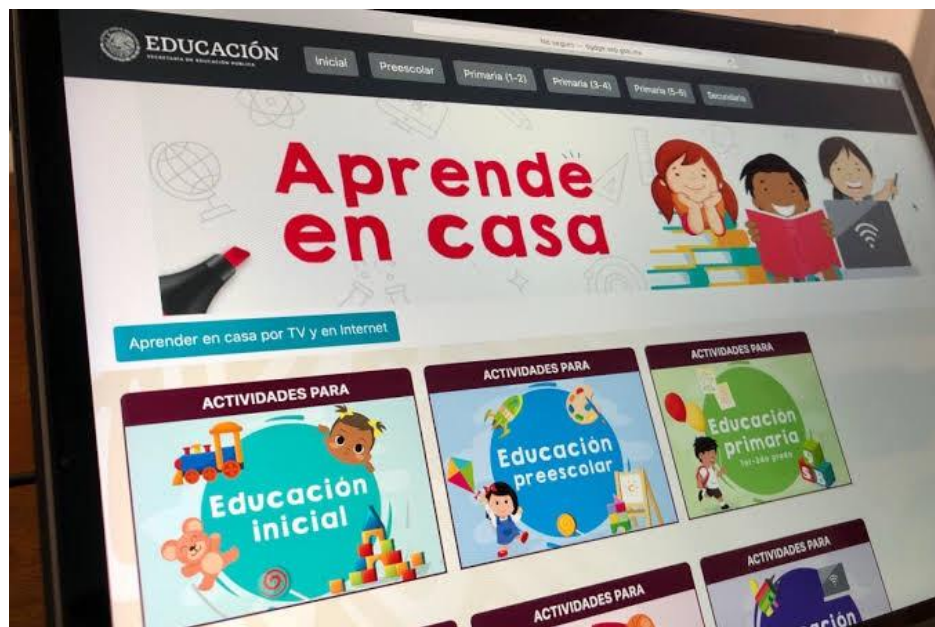 EDUCACIÓN
SECRETARÍA DE EDUCACIÓN PÚBLICA
Inicial
Preescolar
Primaria (1-2)
Primaria (3-4)
Primaria (5-6)
Secundaria
Aprende
en casa
Aprender en casa por TV y en Internet
ACTIVIDADES PARA
Educación
inicial
ACTIVIDADES PARA
Educación
preescolar
ACTIVIDADES PARA
Educación
primaria
ACTIVIDADES PARA
ACTIVIDADES PARA